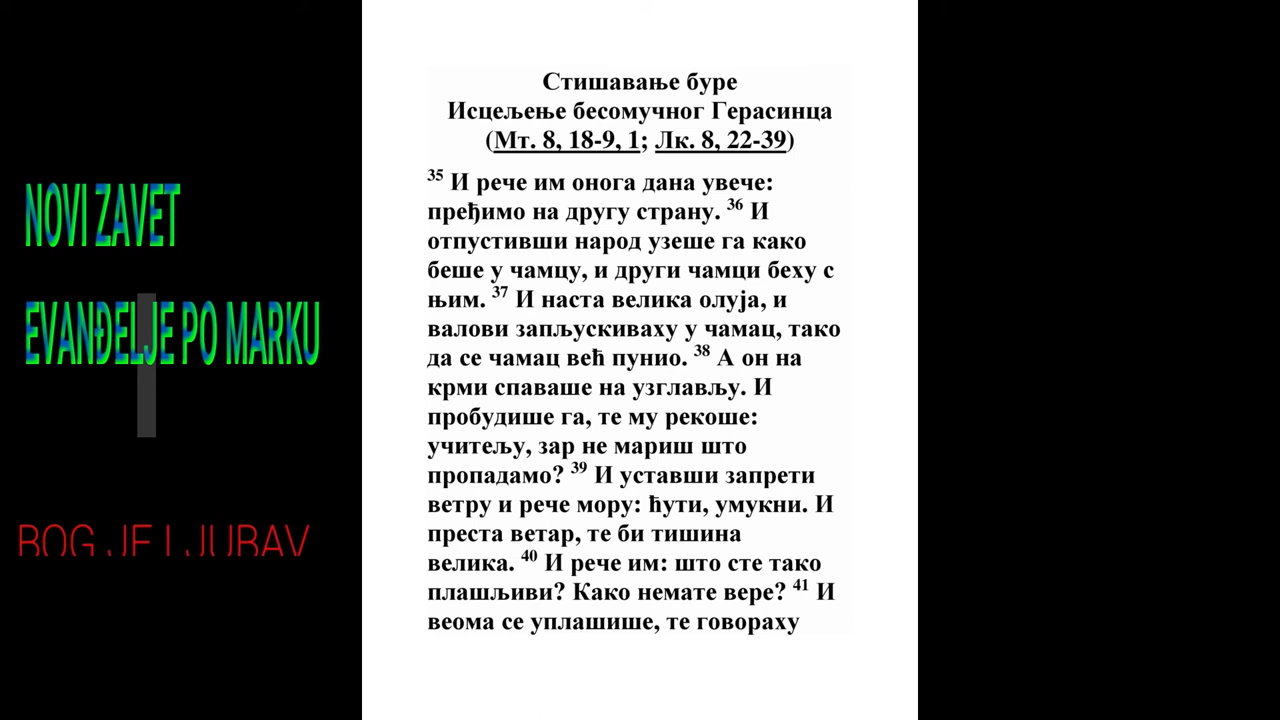 NOVI ZAVET
EVANĐELJE PO MARKU
BOG JE LJUBAV
Стишавање буре
Исцељење бесомучног Герасинца
(Мт. 8, 18-9, 1; Лк. 8, 22-39)
35 И рече им онога дана увече:
пређимо на другу страну. 36 И
отпустивши народ узеше га како
беше у чамцу, и други чамци беху с
њим. 37 И наста велика олуја, и
валови запљускиваху у чамац, тако
да се чамац већ пунио. 38 А он на
крми спаваше на узглављу. И
пробудише га, те му рекоше:
учитељу, зар не мариш што
пропадамо? 39 И уставши запрети
ветру и рече мору: ћути, умукни. И
преста ветар, те би тишина
велика. 40 И рече им: што сте тако
плашљиви? Како немате вере? 41 И
веома се уплашише, те говораху